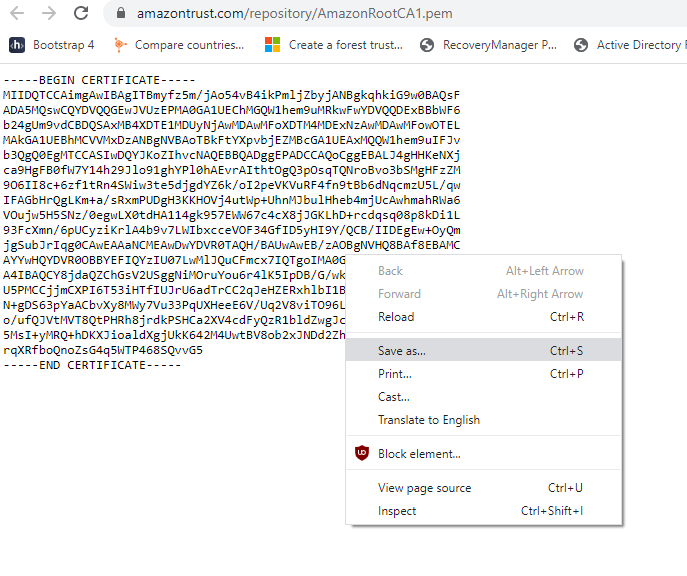 amazontrust.com/repository/AmazonRootCA1.pem
Bootstrap 4 Compare countries... Create a forest trust... RecoveryManager P... Active Directory F
-----BEGIN CERTIFICATE-----
MIIDQTCCAimgAwIBAgITBmyfz5m/jAo54vB4ikPmljZbyjANBgkqhkiG9w0BAQsF
ADA5MQswCQYDVQQGEwJVUzEPMA0GA1UEChMGQW1hem9uMRkwFwYDVQQDExBBbWF6
b24gUm9vdCBDQSAxMB4XDTE1MDUyNjAwMDAwMFoXDTM4MDExNzAwMDAwMFowOTEL
MAkGA1UEBhMCVVMxDzANBgNVBAoTBkFtYXpvbjEZMBcGA1UEAxMQQW1hem9uIFJv
b3QgQ0EgMTCCASIwDQYJKoZIhvcNAQEBBQADggEPADCCAQoCggEBALJ4gHHKeNXj
ca9HgFB0fW7Y14h29Jlo91ghYPl0hAEvrAIthtOgQ3pOsqTQNroBvo3bSMgHFzZM
9O6II8c+6zf1tRn4SWiw3te5djgdYZ6k/oI2peVKVuRF4fn9tBb6dNqcmzU5L/qw
IFAGbHrQgLKm+a/sRxmPUDgH3KKHOVj4utWp+UhnMJbulHheb4mjUcAwhmahRWa6
VOujw5H5SNz/0egwLX0tdHA114gk957EWW67c4cX8jJGKLhD+rcdqsq08p8kDi1L
93FcXmn/6pUCyziKrlA4b9v7LWIbxcceVOF34GfID5yHI9Y/QCB/IIDEgEw+OyQm
jgSubJrIqg0CAwEAAaNCMEAwDwYDVR0TAQH/BAUwAwEB/zAOBgNVHQ8BAf8EBAMC
AYYwHQYDVR0OBBYEFIQYzIU07LwMlJQuCFmcx7IQTgoIMA0G
A4IBAQCY8jdaQZChGsV2USggNiMOruYou6r4lK5IpDB/G/wk
U5PMCCjjmCXPI6T53iHTfIUJrU6adTrCC2qJeHZERxhlbI1B
N+gDS63pYaACbvXy8MWy7Vu33PqUXHeeE6V/Uq2V8viTO96L
o/ufQJVtMVT8QtPHRh8jrdkPSHCa2XV4cdFyQzR1bldZwgJc
5MsI+yMRQ+hDKXJioaldXgjUkK642M4UwtBV8ob2xJNDd2Zh
rqXRfboQnoZsG4q5WTP468SQvvG5
-----END CERTIFICATE-----
Back Alt+Left Arrow
Forward Alt+Right Arrow
Reload Ctrl+R
Save as... Ctrl+S
Print... Ctrl+P
Cast...
Translate to English
Block element...
View page source Ctrl+U
Inspect Ctrl+Shift+I